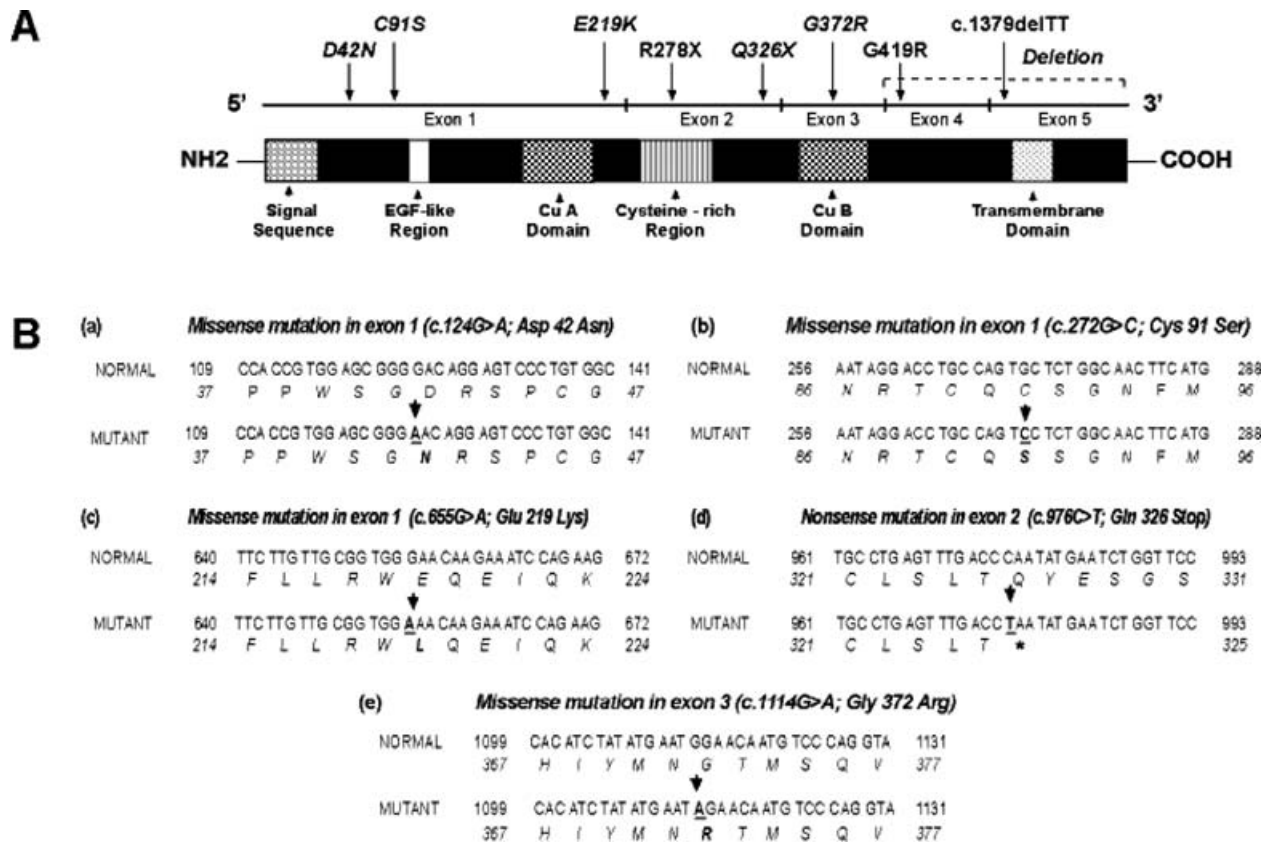 A
C91S E219K G372R c.1379delTT
D42N R278X Q326X G419R Deletion
5’ 3’
Exon 1 Exon 2 Exon 3 Exon 4 Exon 5
NH2 COOH
Signal Sequence
EGF-like Region
Cu A Domain
Cysteine - rich Region
Cu B Domain
Transmembrane Domain
B
(a) Missense mutation in exon 1 (c.124G>A; Asp 42 Asn)
NORMAL 109 CCA CCG TGG AGC GGG GAC AGG AGT CCC TGT GGC 141
37 P P W S G D R S P C G 47
MUTANT 109 CCA CCG TGG AGC GGG AAC AGG AGT CCC TGT GGC 141
37 P P W S G N R S P C G 47
(b) Missense mutation in exon 1 (c.272G>C; Cys 91 Ser)
NORMAL 256 AAT AGG ACC TGC CAG TGC TCT GGC AAC TTC ATG 288
86 N R T C Q C S G N F M 96
MUTANT 256 AAT AGG ACC TGC CAG TCC TCT GGC AAC TTC ATG 288
86 N R T C Q S S G N F M 96
(c) Missense mutation in exon 1 (c.655G>A; Glu 219 Lys)
NORMAL 640 TTC TTG TTG CGG TGG GAA CAA GAA ATC CAG AAG 672
214 F L L R W E Q E I Q K 224
MUTANT 640 TTC TTG TTG CGG TGG AAA CAA GAA ATC CAG AAG 672
214 F L L R W L Q E I Q K 224
(d) Nonsense mutation in exon 2 (c.976C>T; Gln 326 Stop)
NORMAL 961 TGC CTG AGT TTG ACC CAA TAT GAA TCT GGT TCC 993
321 C L S L T Q Y E S G S 331
MUTANT 961 TGC CTG AGT TTG ACC TAA TAT GAA TCT GGT TCC 993
321 C L S L T * 325
(e) Missense mutation in exon 3 (c.1114G>A; Gly 372 Arg)
NORMAL 1099 CAC ATC TAT ATG AAT GGA ACA ATG TCC CAG GTA 1131
367 H I Y M N G T M S Q V 377
MUTANT 1099 CAC ATC TAT ATG AAT AGA ACA ATG TCC CAG GTA 1131
367 H I Y M N R T M S Q V 377